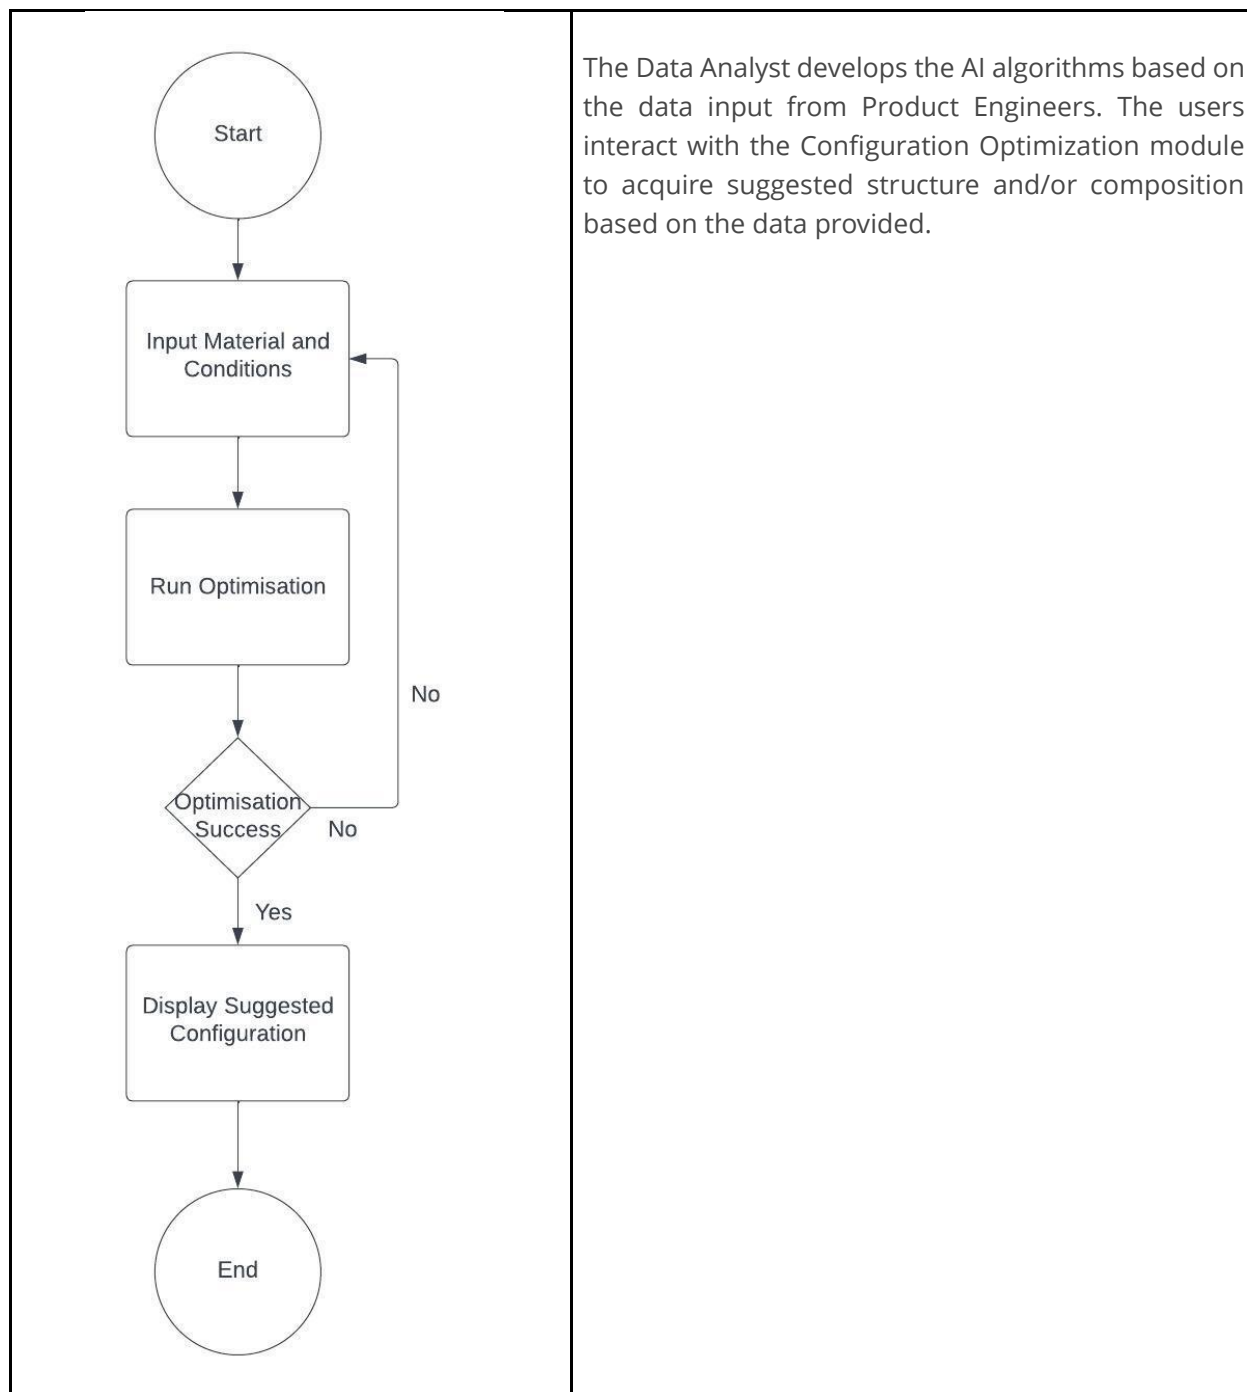 Start
Input Material and
Conditions
Run Optimisation
No
Optimisation
Success
No
Yes
Display Suggested
Configuration
End
The Data Analyst develops the AI algorithms based on
the data input from Product Engineers. The users
interact with the Configuration Optimization module
to acquire suggested structure and/or composition
based on the data provided.